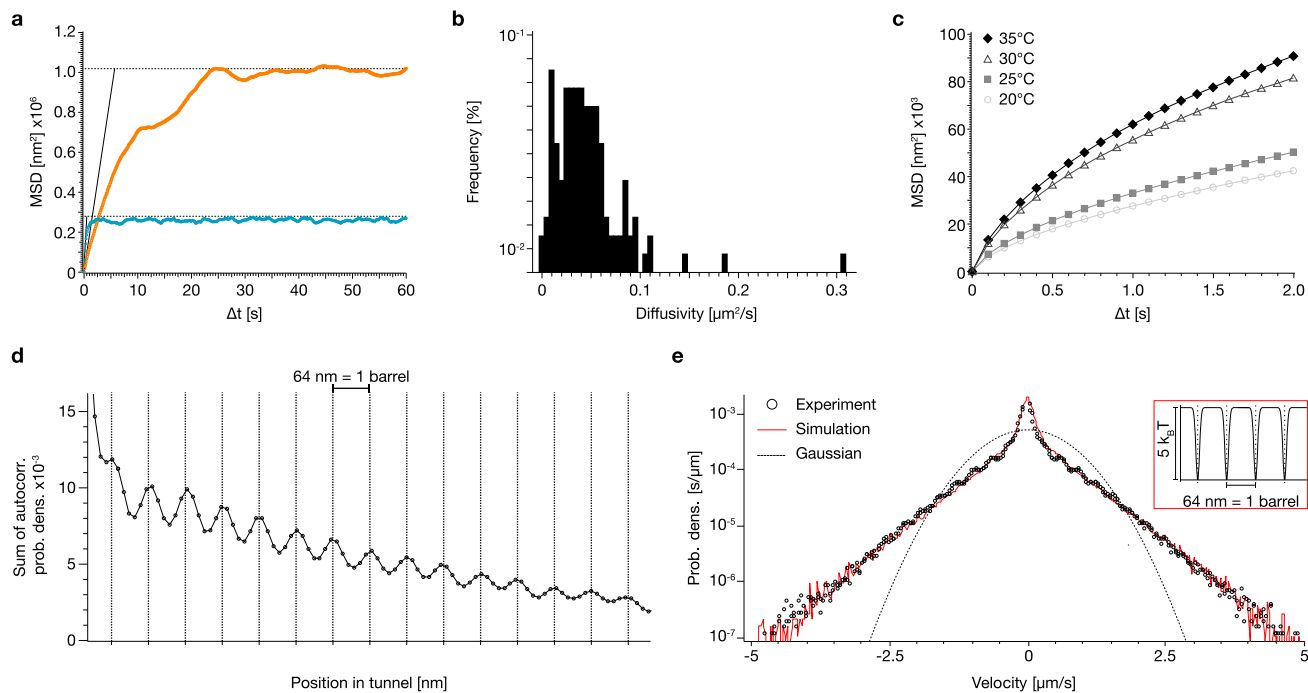 a
1.2
1.0
0.8
0.6
0.4
0.2
0
MSD [nm²] x10⁶
0 10 20 30 40 50 60
Δt [s]
b
10⁻¹
10⁻²
Frequency [%]
0 0.1 0.2 0.3
Diffusivity [µm²/s]
c
100
80
60
40
20
0
MSD [nm²] x10³
35°C
30°C
25°C
20°C
0 0.5 1.0 1.5 2.0
Δt [s]
d
64 nm = 1 barrel
15
10
5
0
Sum of autocorr.
prob. dens. x10⁻³
Position in tunnel [nm]
e
10⁻³
10⁻⁴
10⁻⁵
10⁻⁶
10⁻⁷
Prob. dens. [s/µm]
Experiment
Simulation
Gaussian
5 k_BT
64 nm = 1 barrel
-5 -2.5 0 2.5 5
Velocity [µm/s]